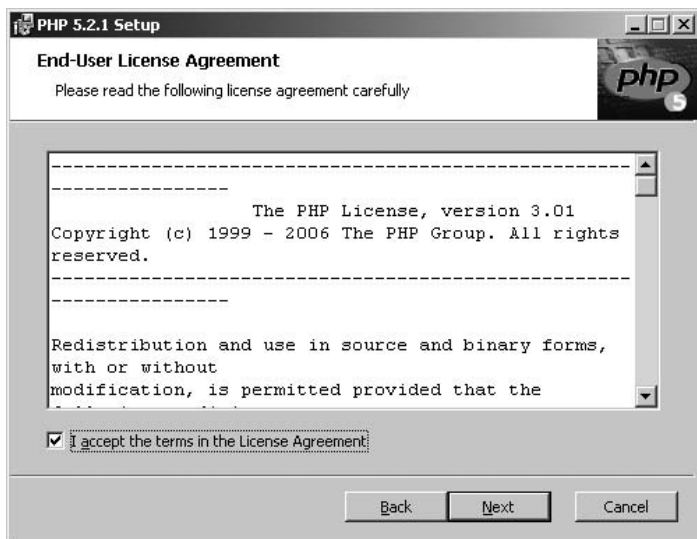 PHP 5.2.1 Setup
End-User License Agreement
Please read the following license agreement carefully
php
5
-----------------------------------------------------
----------------
The PHP License, version 3.01
Copyright (c) 1999 - 2006 The PHP Group. All rights
reserved.
-----------------------------------------------------
----------------
Redistribution and use in source and binary forms,
with or without
modification, is permitted provided that the
I accept the terms in the License Agreement
Back Next Cancel